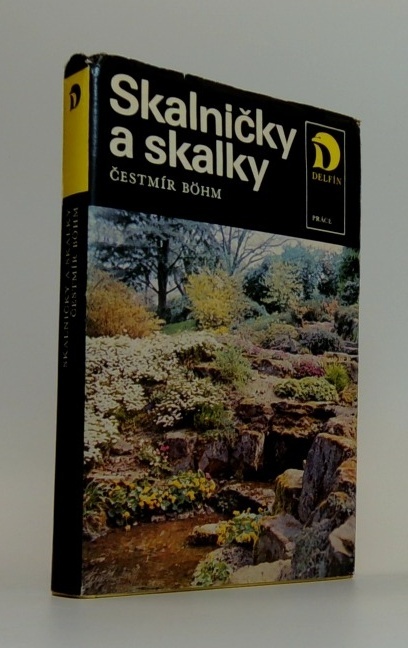 Skalničky
a skalky
ČESTMÍR BÖHM
DELFÍN
PRÁCE
SKALNIČKY A SKALKY
ČESTMÍR BÖHM